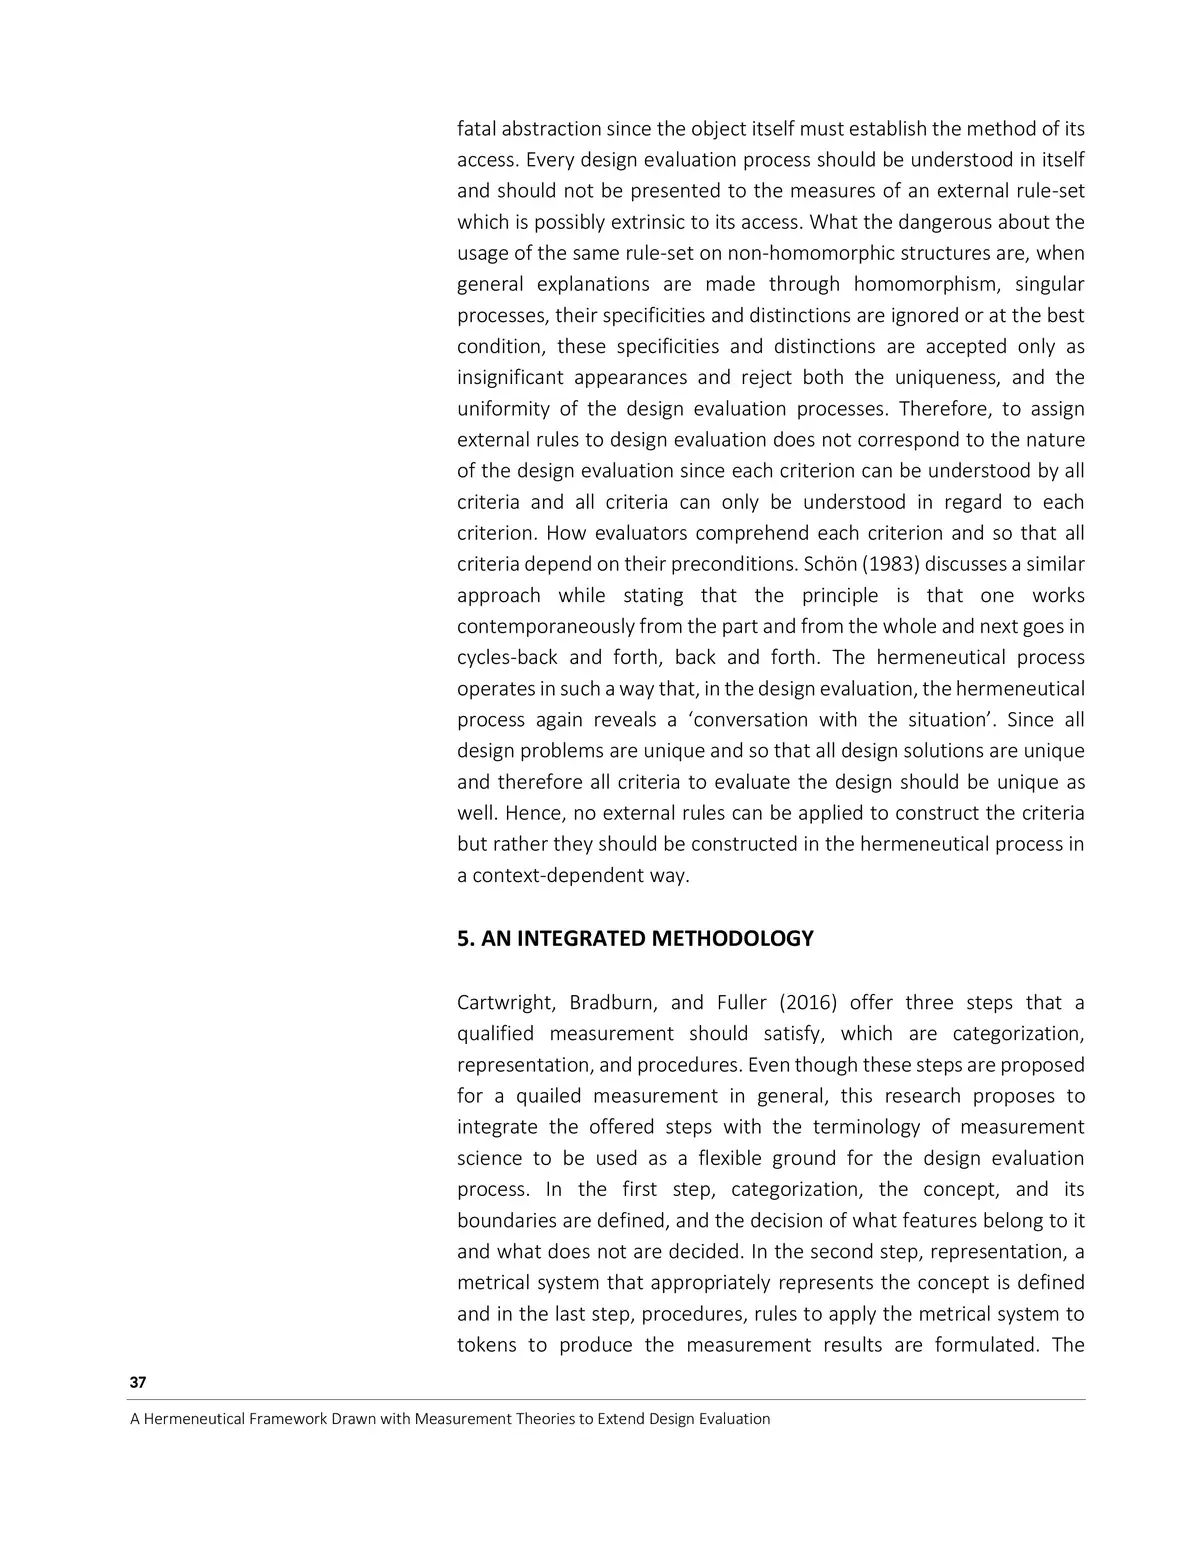 fatal abstraction since the object itself must establish the method of its
access. Every design evaluation process should be understood in itself
and should not be presented to the measures of an external rule-set
which is possibly extrinsic to its access. What the dangerous about the
usage of the same rule-set on non-homomorphic structures are, when
general explanations are made through homomorphism, singular
processes, their specificities and distinctions are ignored or at the best
condition, these specificities and distinctions are accepted only as
insignificant appearances and reject both the uniqueness, and the
uniformity of the design evaluation processes. Therefore, to assign
external rules to design evaluation does not correspond to the nature
of the design evaluation since each criterion can be understood by all
criteria and all criteria can only be understood in regard to each
criterion. How evaluators comprehend each criterion and so that all
criteria depend on their preconditions. Schön (1983) discusses a similar
approach while stating that the principle is that one works
contemporaneously from the part and from the whole and next goes in
cycles-back and forth, back and forth. The hermeneutical process
operates in such a way that, in the design evaluation, the hermeneutical
process again reveals a ‘conversation with the situation’. Since all
design problems are unique and so that all design solutions are unique
and therefore all criteria to evaluate the design should be unique as
well. Hence, no external rules can be applied to construct the criteria
but rather they should be constructed in the hermeneutical process in
a context-dependent way.
5. AN INTEGRATED METHODOLOGY
Cartwright, Bradburn, and Fuller (2016) offer three steps that a
qualified measurement should satisfy, which are categorization,
representation, and procedures. Even though these steps are proposed
for a quailed measurement in general, this research proposes to
integrate the offered steps with the terminology of measurement
science to be used as a flexible ground for the design evaluation
process. In the first step, categorization, the concept, and its
boundaries are defined, and the decision of what features belong to it
and what does not are decided. In the second step, representation, a
metrical system that appropriately represents the concept is defined
and in the last step, procedures, rules to apply the metrical system to
tokens to produce the measurement results are formulated. The
37
A Hermeneutical Framework Drawn with Measurement Theories to Extend Design Evaluation